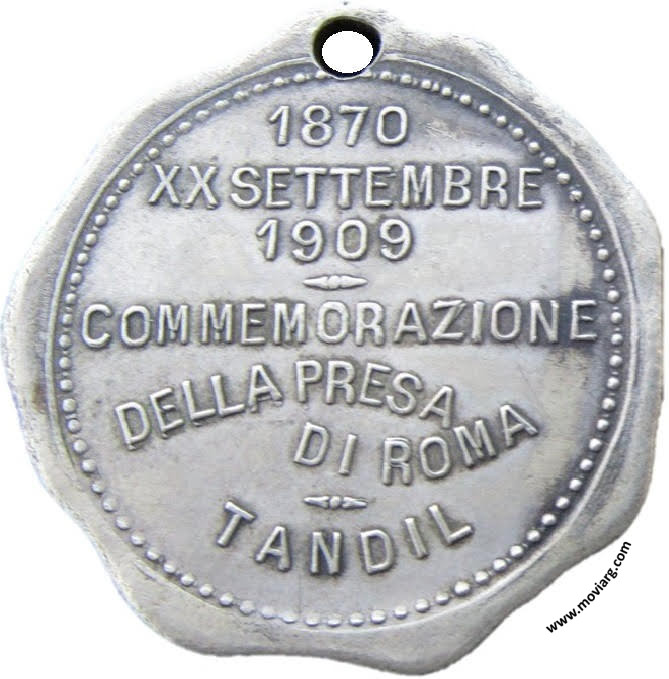 1870
XX SETTEMBRE
1909
COMMEMORAZIONE
DELLA PRESA
DI ROMA
TANDIL
www.moviarg.com